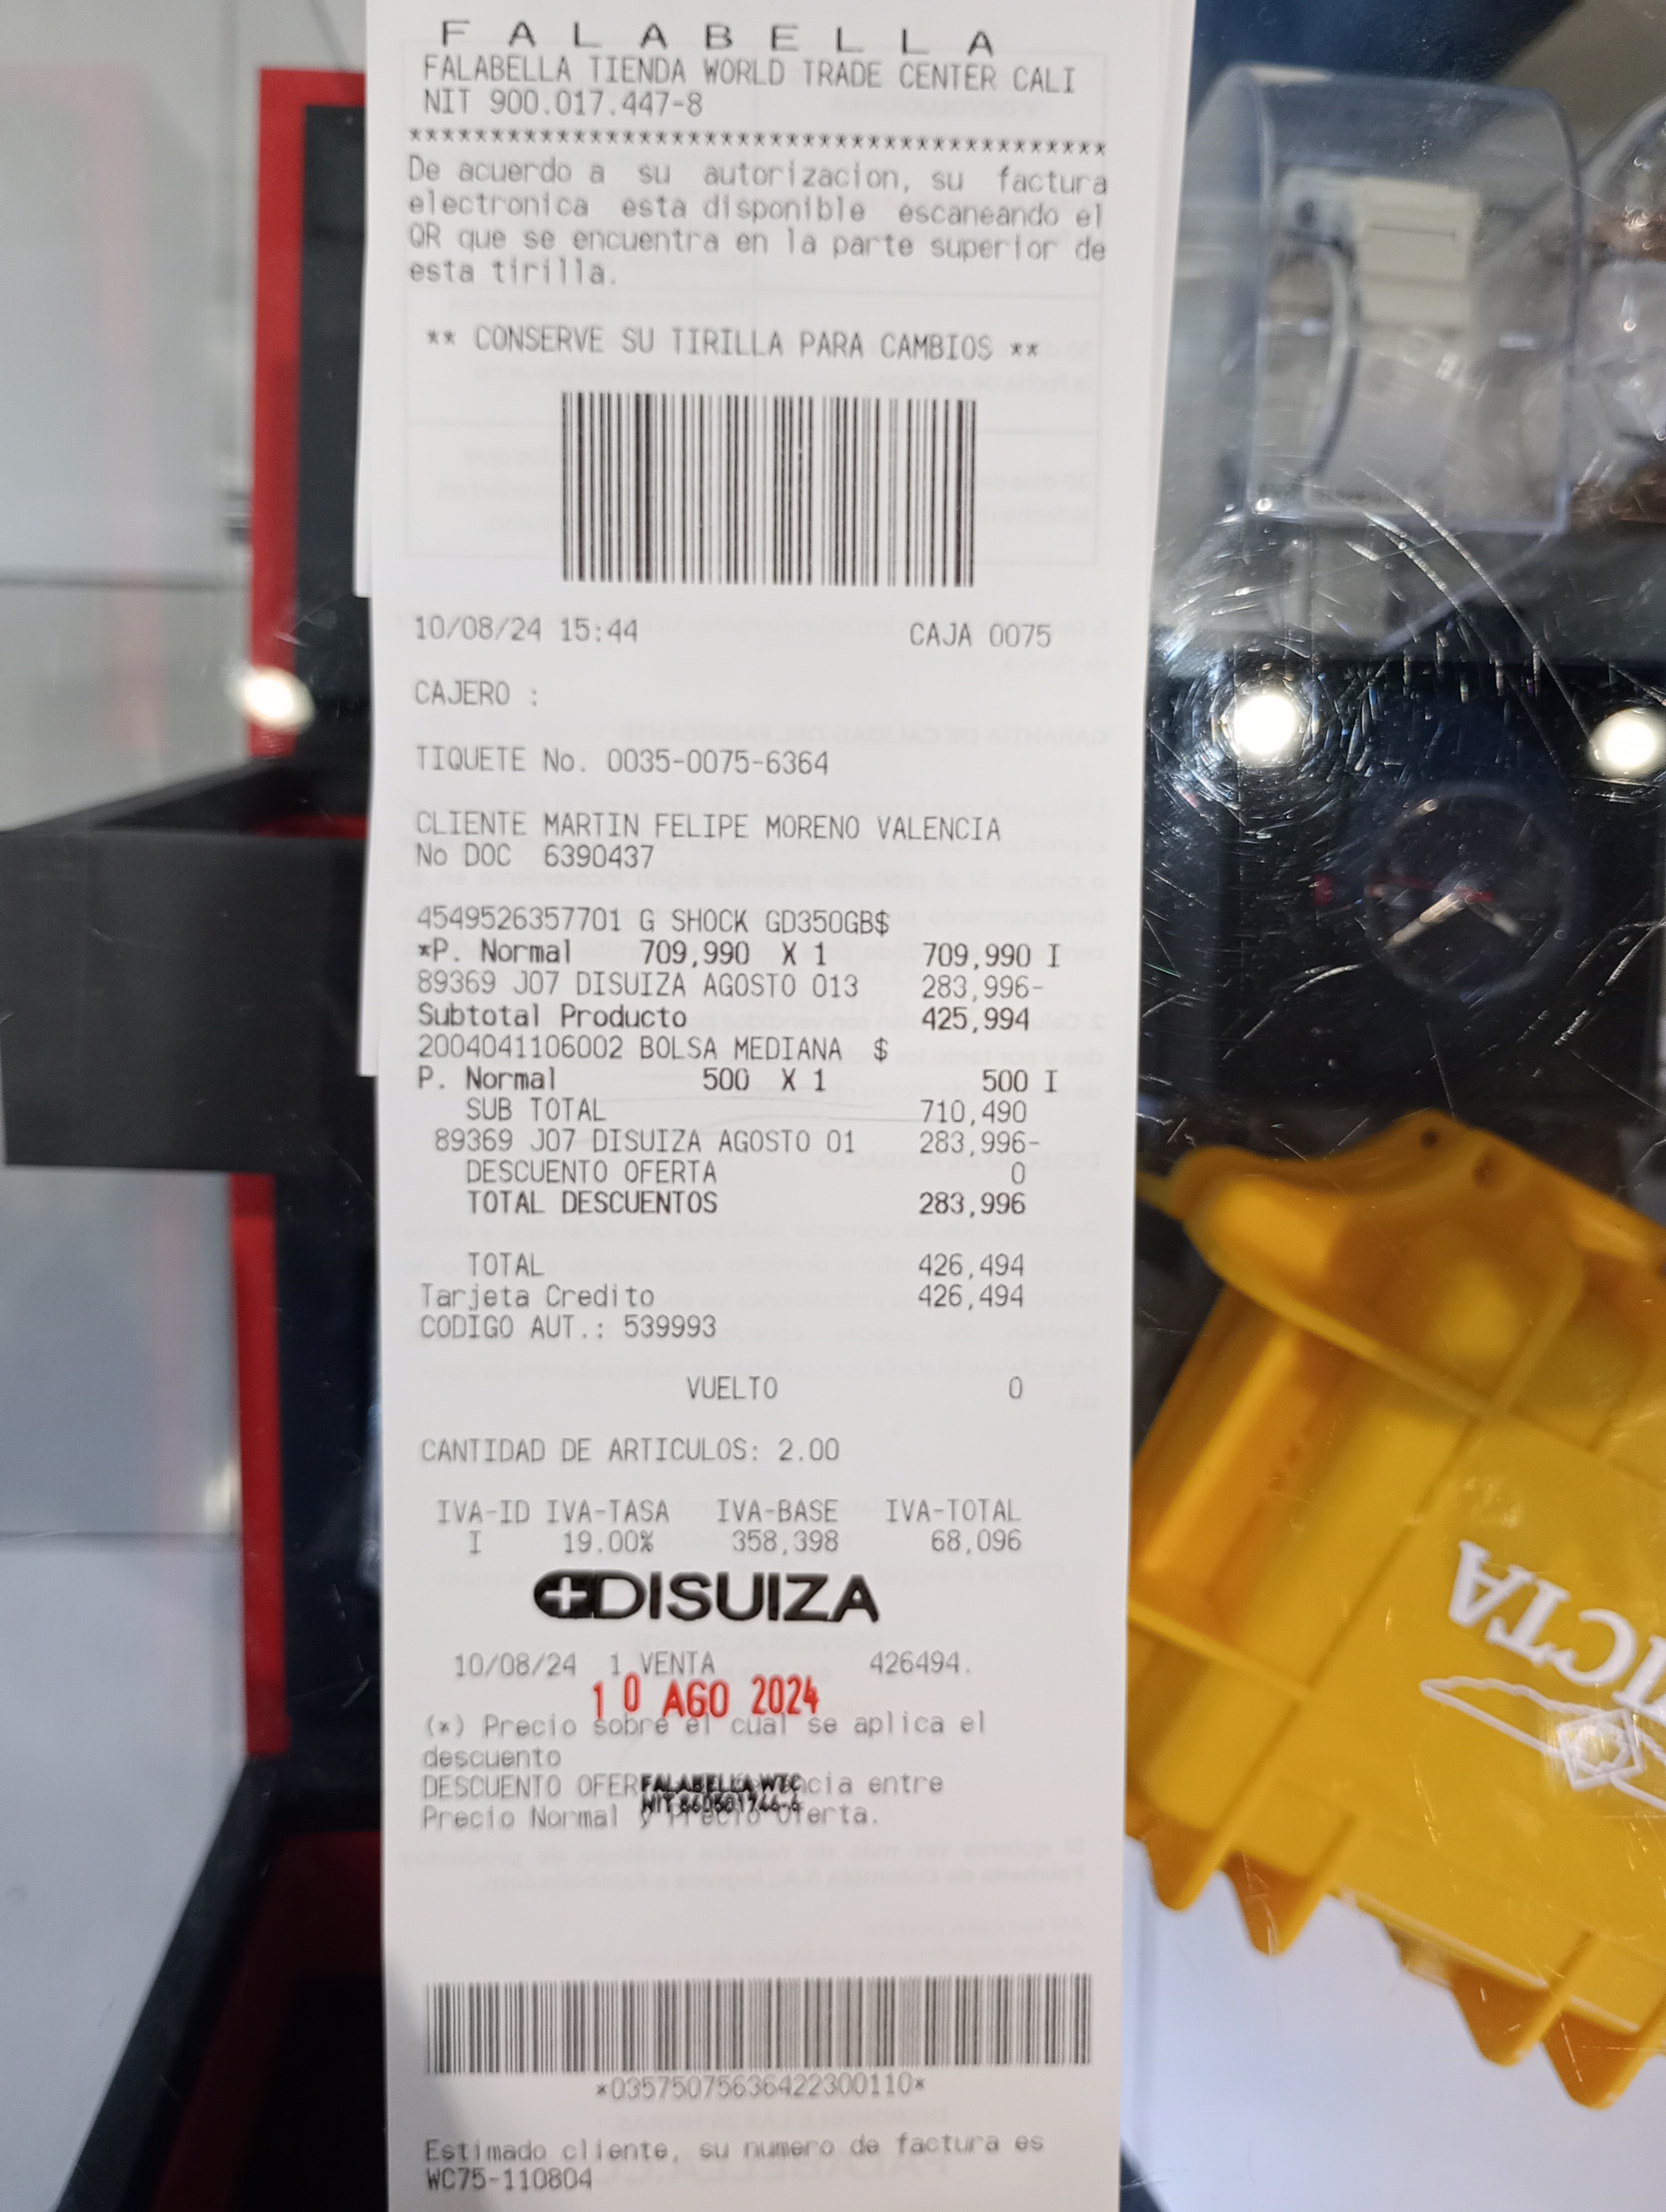 F A L A B E L L A
FALABELLA TIENDA WORLD TRADE CENTER CALI
NIT 900.017.447-8
*******************************************
De acuerdo a su autorizacion, su factura
electronica esta disponible escaneando el
QR que se encuentra en la parte superior de
esta tirilla.
** CONSERVE SU TIRILLA PARA CAMBIOS **
10/08/24 15:44 CAJA 0075
CAJERO :
TIQUETE No. 0035-0075-6364
CLIENTE MARTIN FELIPE MORENO VALENCIA
No DOC 6390437
4549526357701 G SHOCK GD350GB$
*P. Normal 709,990 X 1 709,990 I
89369 J07 DISUIZA AGOSTO 013 283,996-
Subtotal Producto 425,994
2004041106002 BOLSA MEDIANA $
P. Normal 500 X 1 500 I
SUB TOTAL 710,490
89369 J07 DISUIZA AGOSTO 01 283,996-
DESCUENTO OFERTA 0
TOTAL DESCUENTOS 283,996
TOTAL 426,494
Tarjeta Credito 426,494
CODIGO AUT.: 539993
VUELTO 0
CANTIDAD DE ARTICULOS: 2.00
IVA-ID IVA-TASA IVA-BASE IVA-TOTAL
I 19.00% 358,398 68,096
DISUIZA
10/08/24 1 VENTA 426494.
10 AGO 2024
(*) Precio sobre el cual se aplica el
descuento
DESCUENTO entre
FALABELLA WTC
Precio Normal y Precio Oferta.
*03575075636422300110*
Estimado cliente, su numero de factura es
WC75-110804